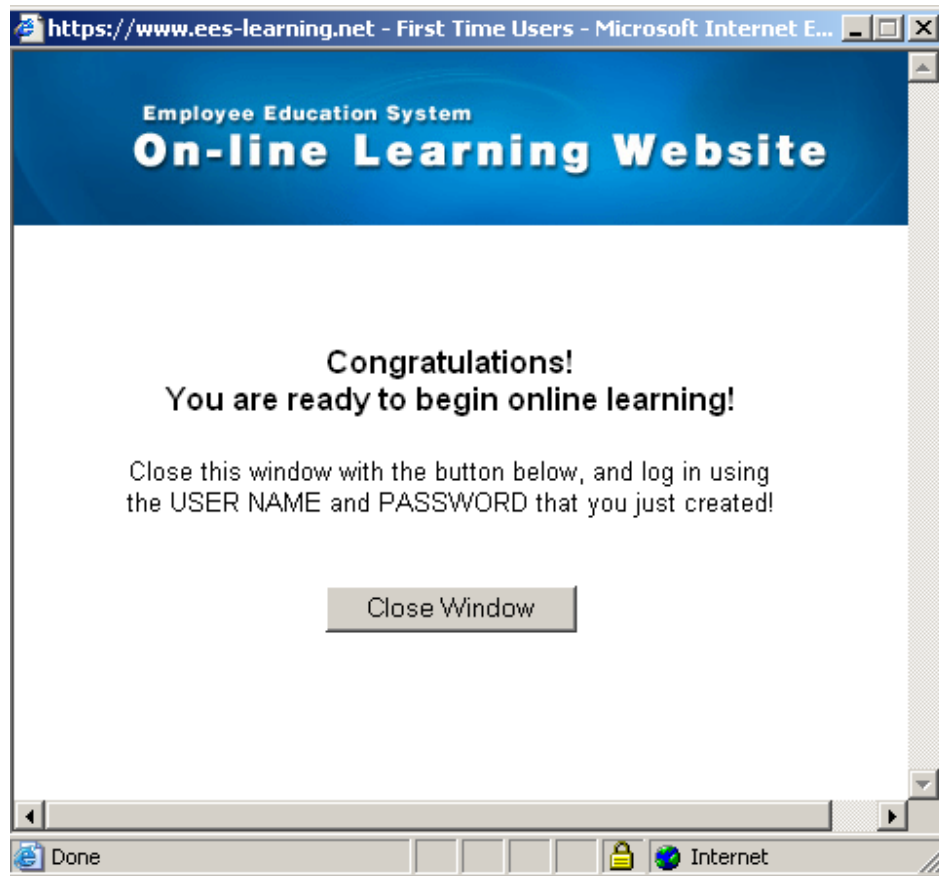 https://www.ees-learning.net - First Time Users - Microsoft Internet E...
Employee Education System
On-line Learning Website
Congratulations!
You are ready to begin online learning!
Close this window with the button below, and log in using
the USER NAME and PASSWORD that you just created!
Close Window
Done
Internet